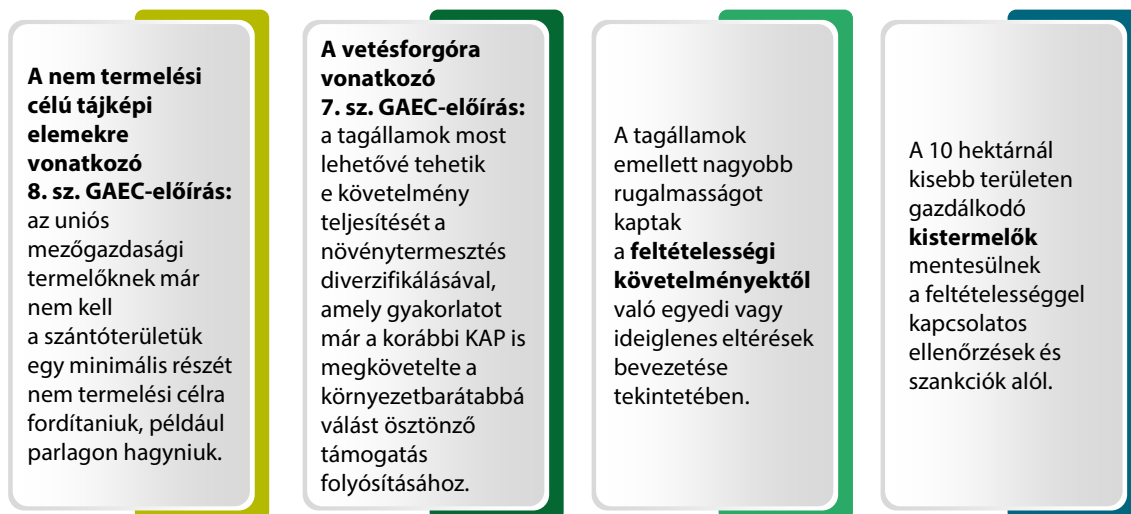 A nem termelési
célú tájképi
elemekre
vonatkozó
8. sz. GAEC-előírás:
az uniós
mezőgazdasági
termelőknek már
nem kell
a szántóterületük
egy minimális részét
nem termelési célra
fordítaniuk, például
parlagon hagyniuk.
A vetésforgóra
vonatkozó
7. sz. GAEC-előírás:
a tagállamok most
lehetővé tehetik
e követelmény
teljesítését a
növénytermesztés
diverzifikálásával,
amely gyakorlatot
már a korábbi KAP is
megkövetelte a
környezetbarátabbá
válást ösztönző
támogatás
folyósításához.
A tagállamok
emellett nagyobb
rugalmasságot
kaptak
a feltételességi
követelményektől
való egyedi vagy
ideiglenes eltérések
bevezetése
tekintetében.
A 10 hektárnál
kisebb területen
gazdálkodó
kistermelők
mentesülnek
a feltételességgel
kapcsolatos
ellenőrzések és
szankciók alól.